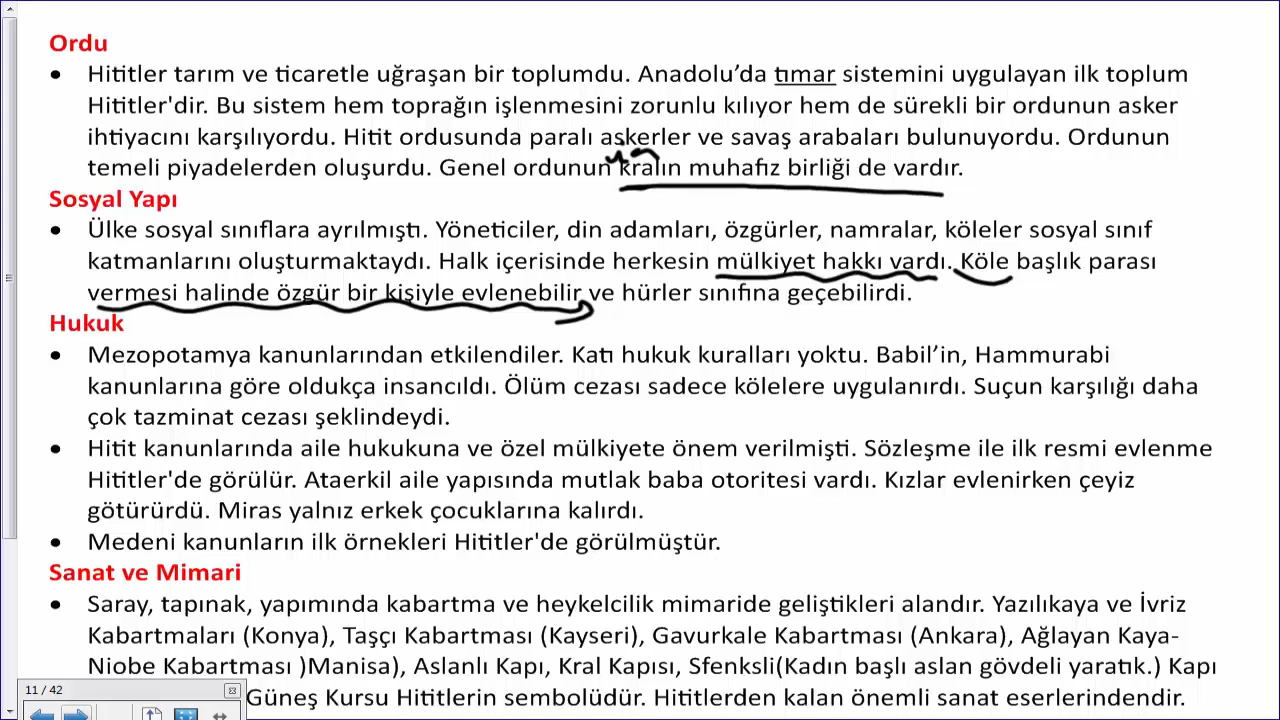 Ordu
• Hititler tarım ve ticaretle uğraşan bir toplumdu. Anadolu’da tımar sistemini uygulayan ilk toplum
Hititler'dir. Bu sistem hem toprağın işlenmesini zorunlu kılıyor hem de sürekli bir ordunun asker
ihtiyacını karşılıyordu. Hitit ordusunda paralı askerler ve savaş arabaları bulunuyordu. Ordunun
temeli piyadelerden oluşurdu. Genel ordunun kralın muhafız birliği de vardır.
Sosyal Yapı
• Ülke sosyal sınıflara ayrılmıştı. Yöneticiler, din adamları, özgürler, namralar, köleler sosyal sınıf
katmanlarını oluşturmaktaydı. Halk içerisinde herkesin mülkiyet hakkı vardı. Köle başlık parası
vermesi halinde özgür bir kişiyle evlenebilir ve hürler sınıfına geçebilirdi.
Hukuk
• Mezopotamya kanunlarından etkilendiler. Katı hukuk kuralları yoktu. Babil’in, Hammurabi
kanunlarına göre oldukça insancıldı. Ölüm cezası sadece kölelere uygulanırdı. Suçun karşılığı daha
çok tazminat cezası şeklindeydi.
• Hitit kanunlarında aile hukukuna ve özel mülkiyete önem verilmişti. Sözleşme ile ilk resmi evlenme
Hititler'de görülür. Ataerkil aile yapısında mutlak baba otoritesi vardı. Kızlar evlenirken çeyiz
götürürdü. Miras yalnız erkek çocuklarına kalırdı.
• Medeni kanunların ilk örnekleri Hititler'de görülmüştür.
Sanat ve Mimari
• Saray, tapınak, yapımında kabartma ve heykelcilik mimaride geliştikleri alandır. Yazılıkaya ve İvriz
Kabartmaları (Konya), Taşçı Kabartması (Kayseri), Gavurkale Kabartması (Ankara), Ağlayan Kaya-
Niobe Kabartması )Manisa), Aslanlı Kapı, Kral Kapısı, Sfenksli(Kadın başlı aslan gövdeli yaratık.) Kapı
Güneş Kursu Hititlerin sembolüdür. Hititlerden kalan önemli sanat eserlerindendir.
11 / 42